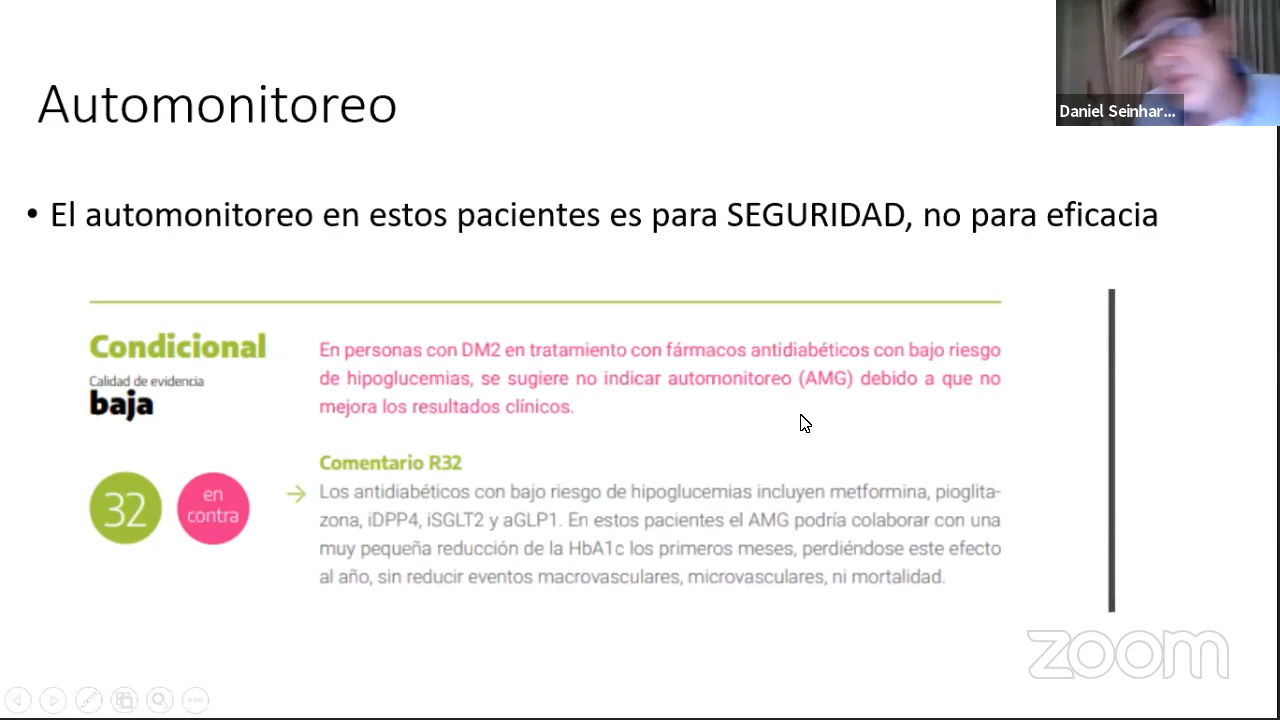 Automonitoreo
Daniel Seinhar...
• El automonitoreo en estos pacientes es para SEGURIDAD, no para eficacia
Condicional
Calidad de evidencia
baja
32
en
contra
En personas con DM2 en tratamiento con fármacos antidiabéticos con bajo riesgo
de hipoglucemias, se sugiere no indicar automonitoreo (AMG) debido a que no
mejora los resultados clínicos.
Comentario R32
→ Los antidiabéticos con bajo riesgo de hipoglucemias incluyen metformina, pioglita-
zona, iDPP4, iSGLT2 y aGLP1. En estos pacientes el AMG podría colaborar con una
muy pequeña reducción de la HbA1c los primeros meses, perdiéndose este efecto
al año, sin reducir eventos macrovasculares, microvasculares, ni mortalidad.
zoom